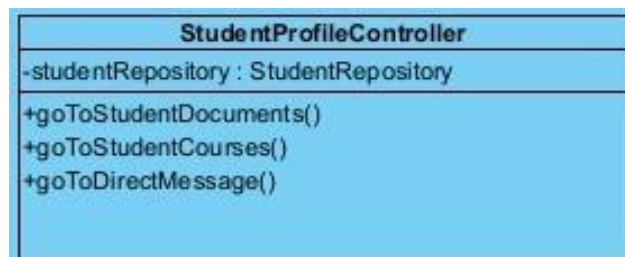 StudentProfileController
-studentRepository : StudentRepository
+goToStudentDocuments()
+goToStudentCourses()
+goToDirectMessage()